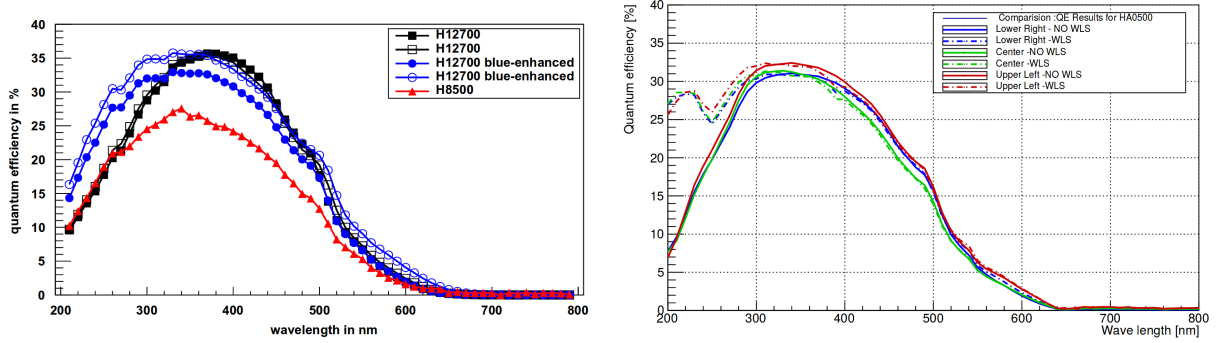 quantum efficiency in %
40
35
30
25
20
15
10
5
0
H12700
H12700
H12700 blue-enhanced
H12700 blue-enhanced
H8500
200 300 400 500 600 700 800
wavelength in nm
Quantum efficiency [%]
40
35
30
25
20
15
10
5
0
Comparision :QE Results for HA0500
Lower Right - NO WLS
Lower Right -WLS
Center -NO WLS
Center -WLS
Upper Left -NO WLS
Upper Left -WLS
200 300 400 500 600 700 800
Wave length [nm]